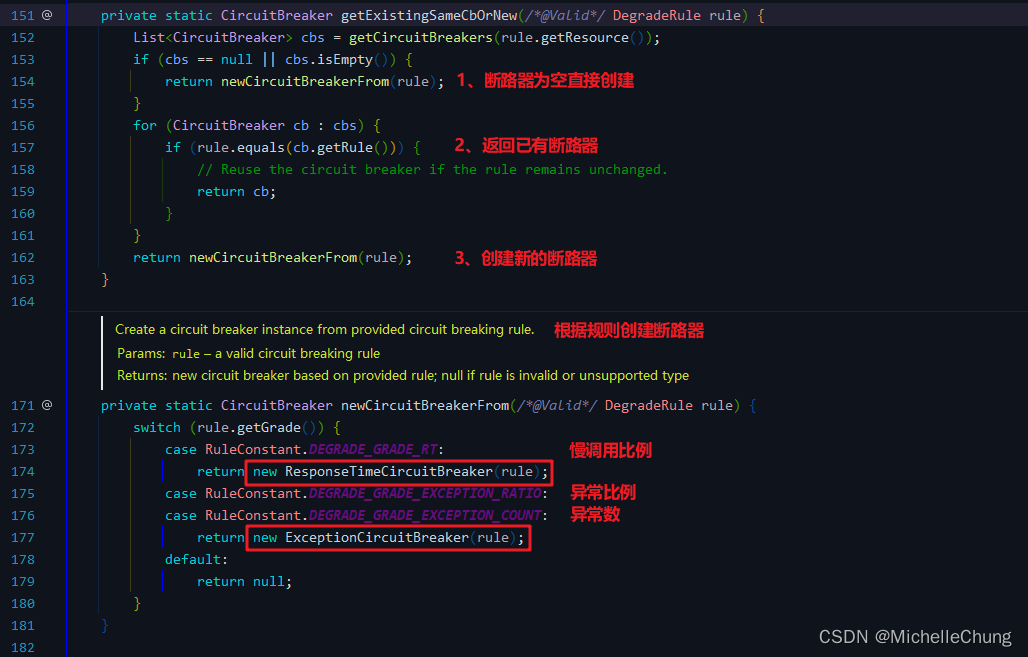 151 @ private static CircuitBreaker getExistingSameCbOrNew(/*@Valid*/ DegradeRule rule) {
152 List<CircuitBreaker> cbs = getCircuitBreakers(rule.getResource());
153 if (cbs == null || cbs.isEmpty()) {
154 return newCircuitBreakerFrom(rule); 1、断路器为空直接创建
155 }
156 for (CircuitBreaker cb : cbs) {
157 if (rule.equals(cb.getRule())) { 2、返回已有断路器
158 // Reuse the circuit breaker if the rule remains unchanged.
159 return cb;
160 }
161 }
162 return newCircuitBreakerFrom(rule); 3、创建新的断路器
163 }
164
Create a circuit breaker instance from provided circuit breaking rule. 根据规则创建断路器
Params: rule – a valid circuit breaking rule
Returns: new circuit breaker based on provided rule; null if rule is invalid or unsupported type
171 @ private static CircuitBreaker newCircuitBreakerFrom(/*@Valid*/ DegradeRule rule) {
172 switch (rule.getGrade()) {
173 case RuleConstant.DEGRADE_GRADE_RT: 慢调用比例
174 return new ResponseTimeCircuitBreaker(rule);
175 case RuleConstant.DEGRADE_GRADE_EXCEPTION_RATIO: 异常比例
176 case RuleConstant.DEGRADE_GRADE_EXCEPTION_COUNT: 异常数
177 return new ExceptionCircuitBreaker(rule);
178 default:
179 return null;
180 }
181 }
182
CSDN @MichelleChung